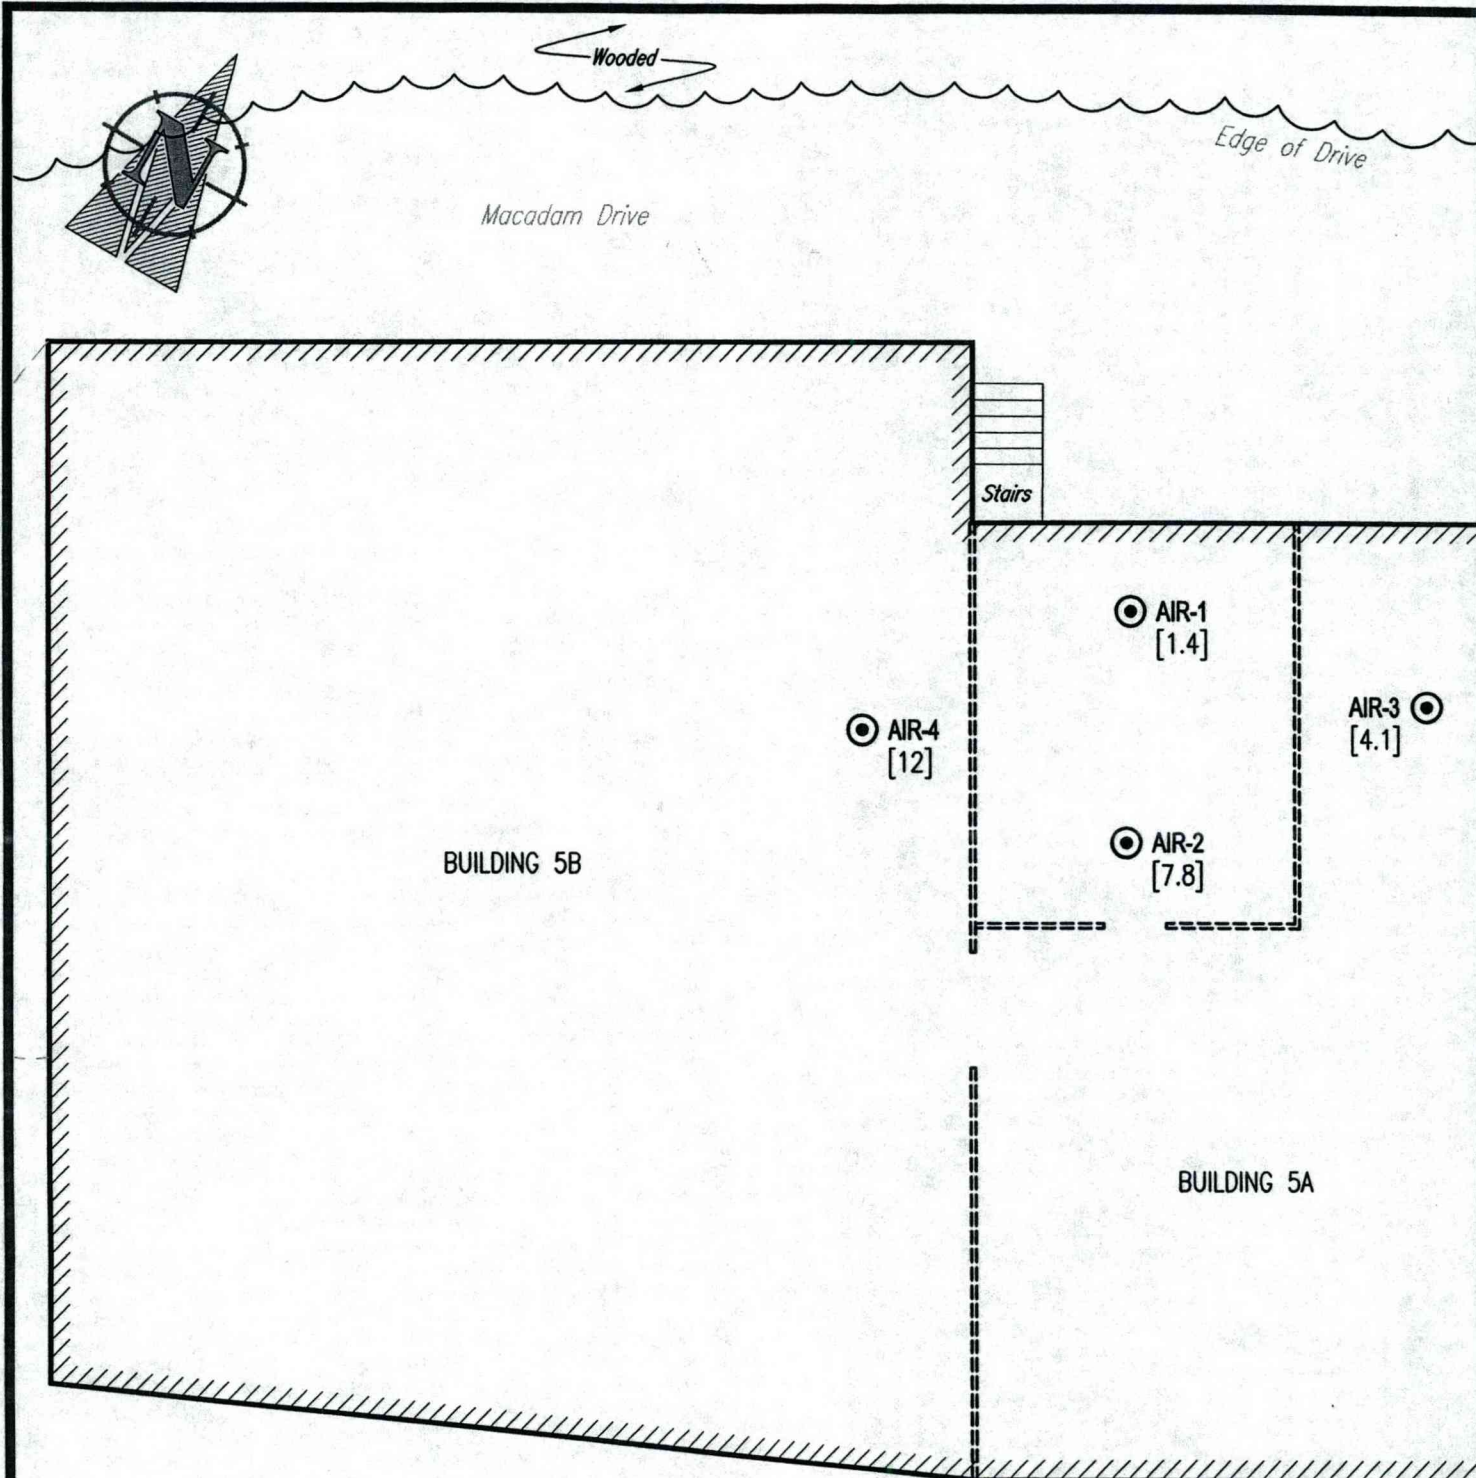 Wooded
Edge of Drive
Macadam Drive
N
Stairs
AIR-1
[1.4]
AIR-3
[4.1]
AIR-4
[12]
AIR-2
[7.8]
BUILDING 5B
BUILDING 5A